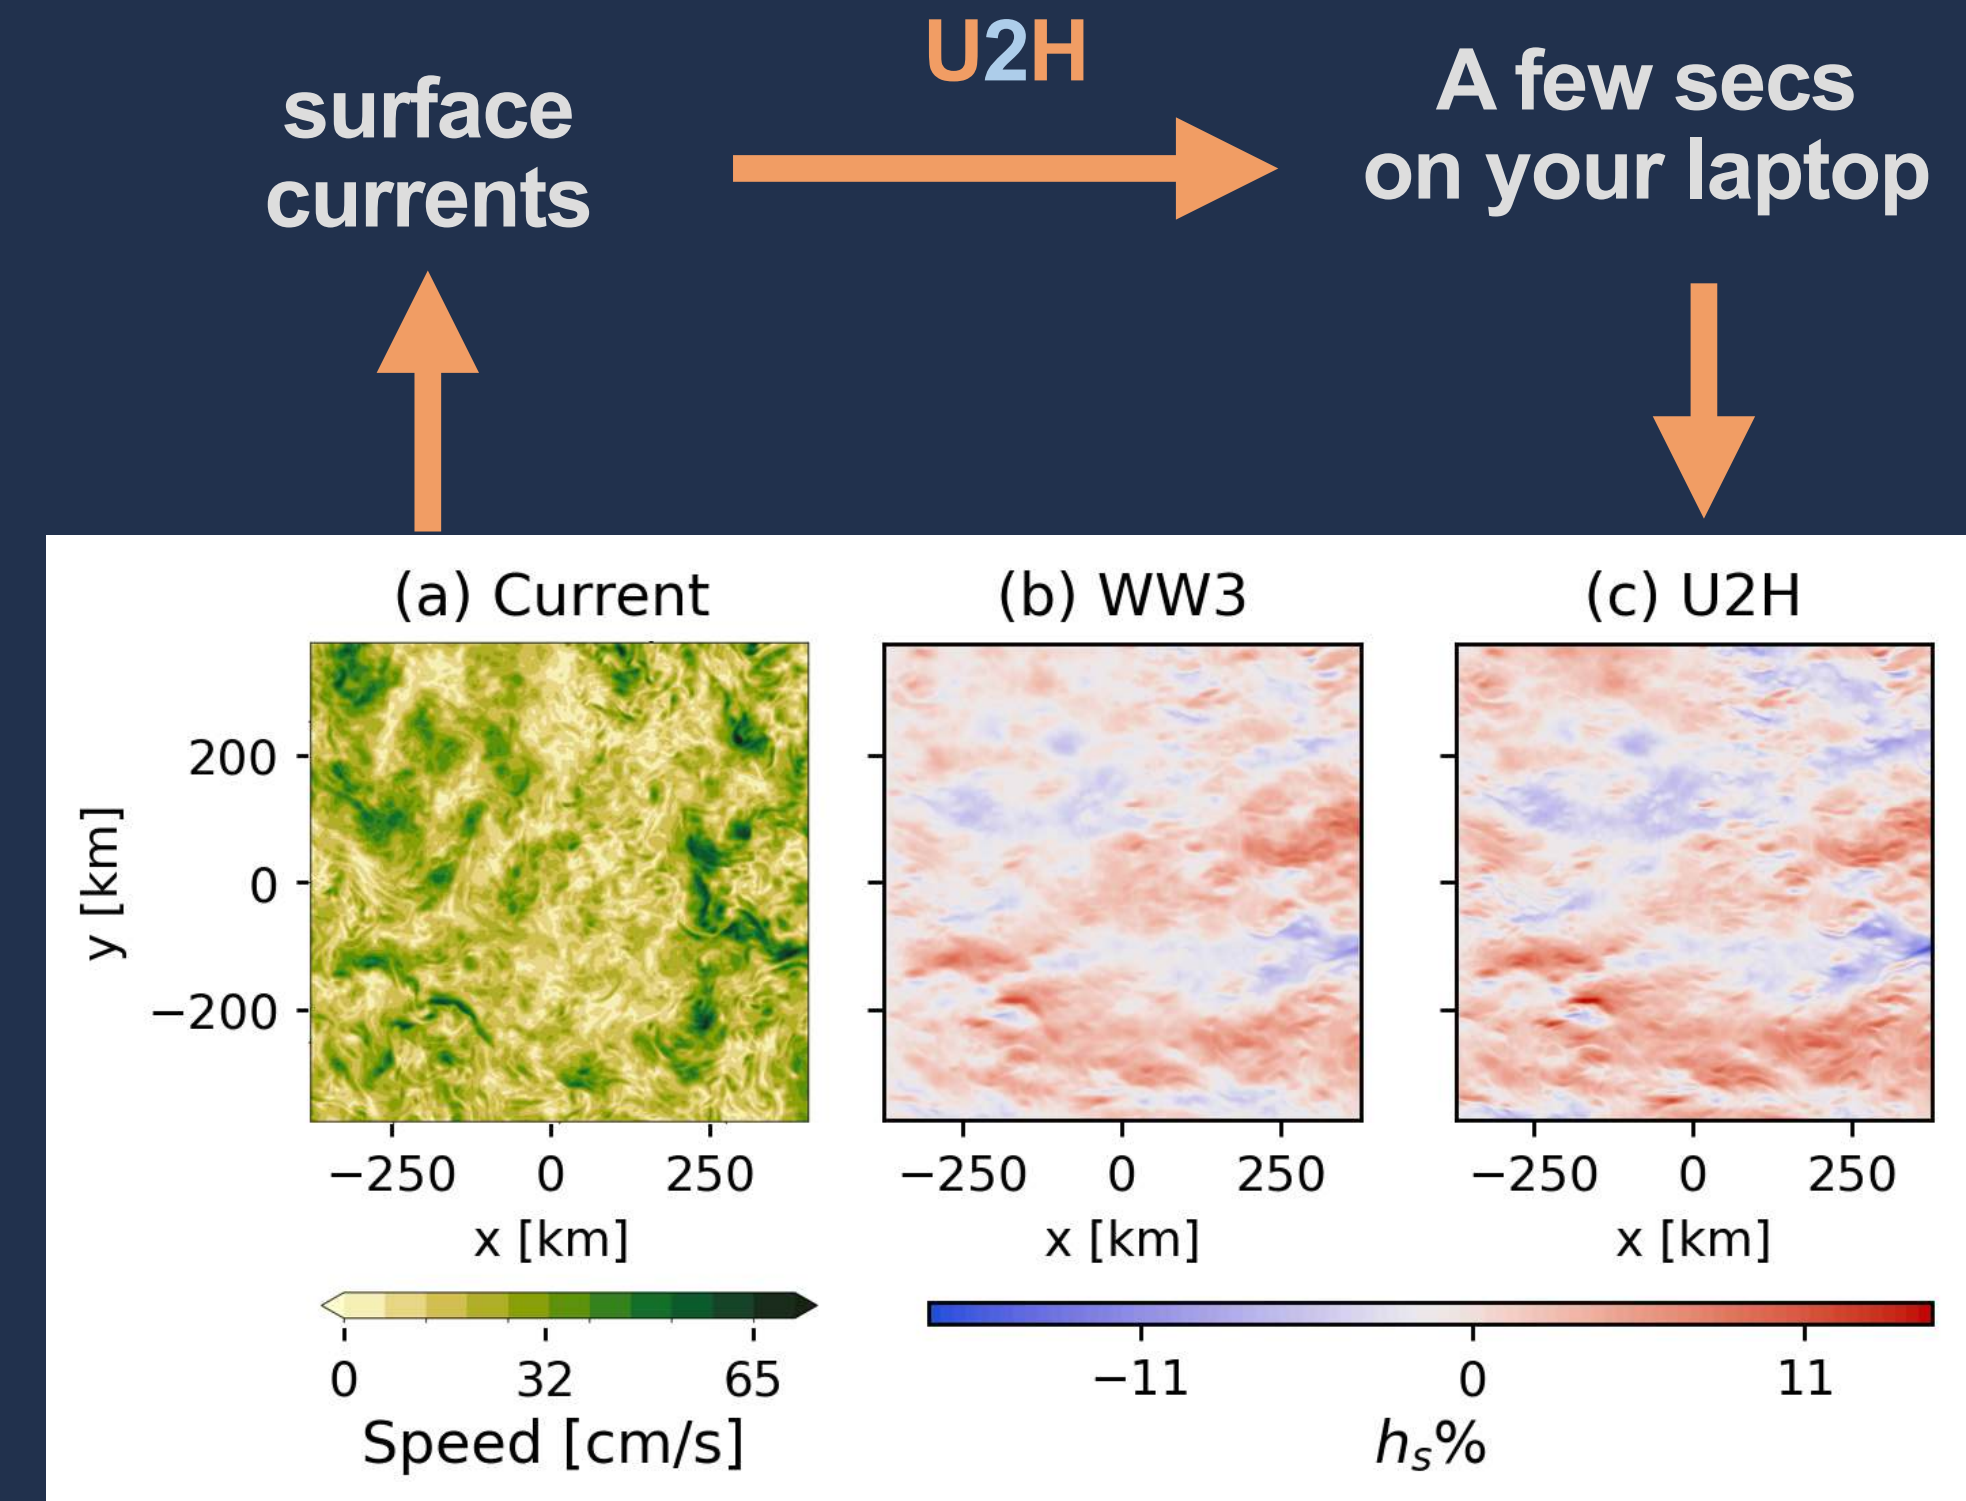 U2H
surface
currents
A few secs
on your laptop
(a) Current
(b) WW3
(c) U2H
y [km]
200
0
−200
−250
0
250
−250
0
250
−250
0
250
x [km]
x [km]
x [km]
0
32
65
Speed [cm/s]
−11
0
11
hₛ%